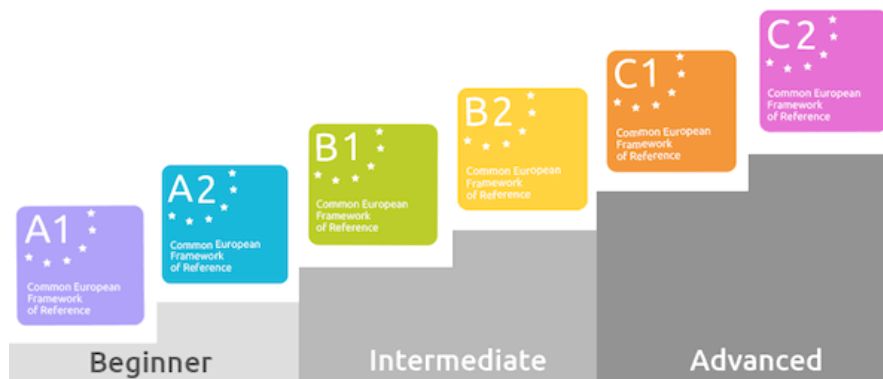 A1
Common European
Framework
of Reference
A2
Common European
Framework
of Reference
B1
Common European
Framework
of Reference
B2
Common European
Framework
of Reference
C1
Common European
Framework
of Reference
C2
Common European
Framework
of Reference
Beginner
Intermediate
Advanced